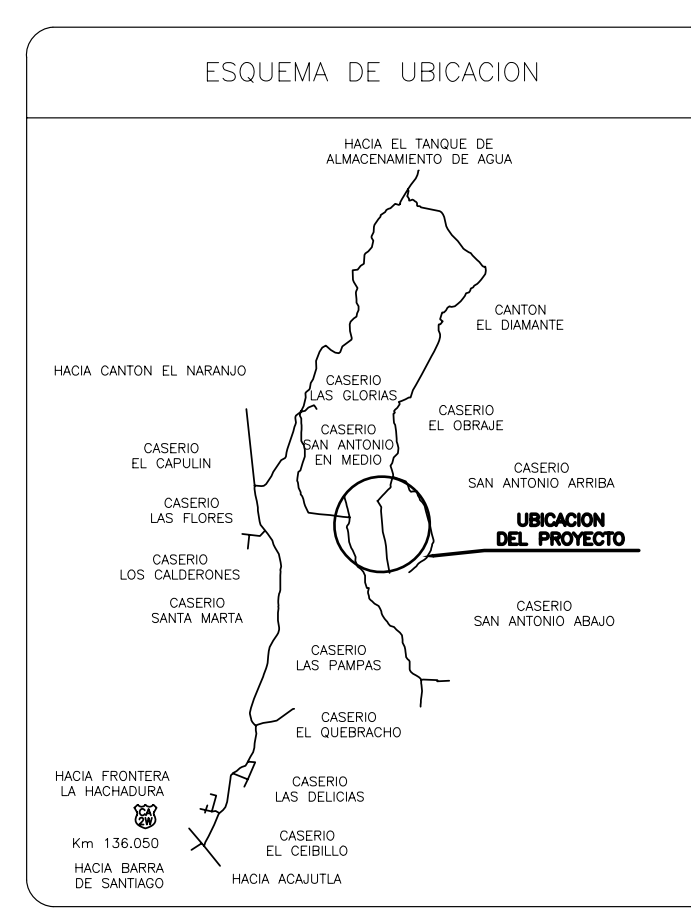 ESQUEMA DE UBICACION
HACIA EL TANQUE DE
ALMACENAMIENTO DE AGUA
CANTON
EL DIAMANTE
HACIA CANTON EL NARANJO
CASERIO
LAS GLORIAS
CASERIO
EL OBRAJE
CASERIO
SAN ANTONIO
EN MEDIO
CASERIO
EL CAPULIN
CASERIO
SAN ANTONIO ARRIBA
CASERIO
LAS FLORES
UBICACION
DEL PROYECTO
CASERIO
LOS CALDERONES
CASERIO
SANTA MARTA
CASERIO
SAN ANTONIO ABAJO
CASERIO
LAS PAMPAS
CASERIO
EL QUEBRACHO
HACIA FRONTERA
LA HACHADURA
CASERIO
LAS DELICIAS
CA
2W
Km 136.050
CASERIO
EL CEIBILLO
HACIA BARRA
DE SANTIAGO
HACIA ACAJUTLA